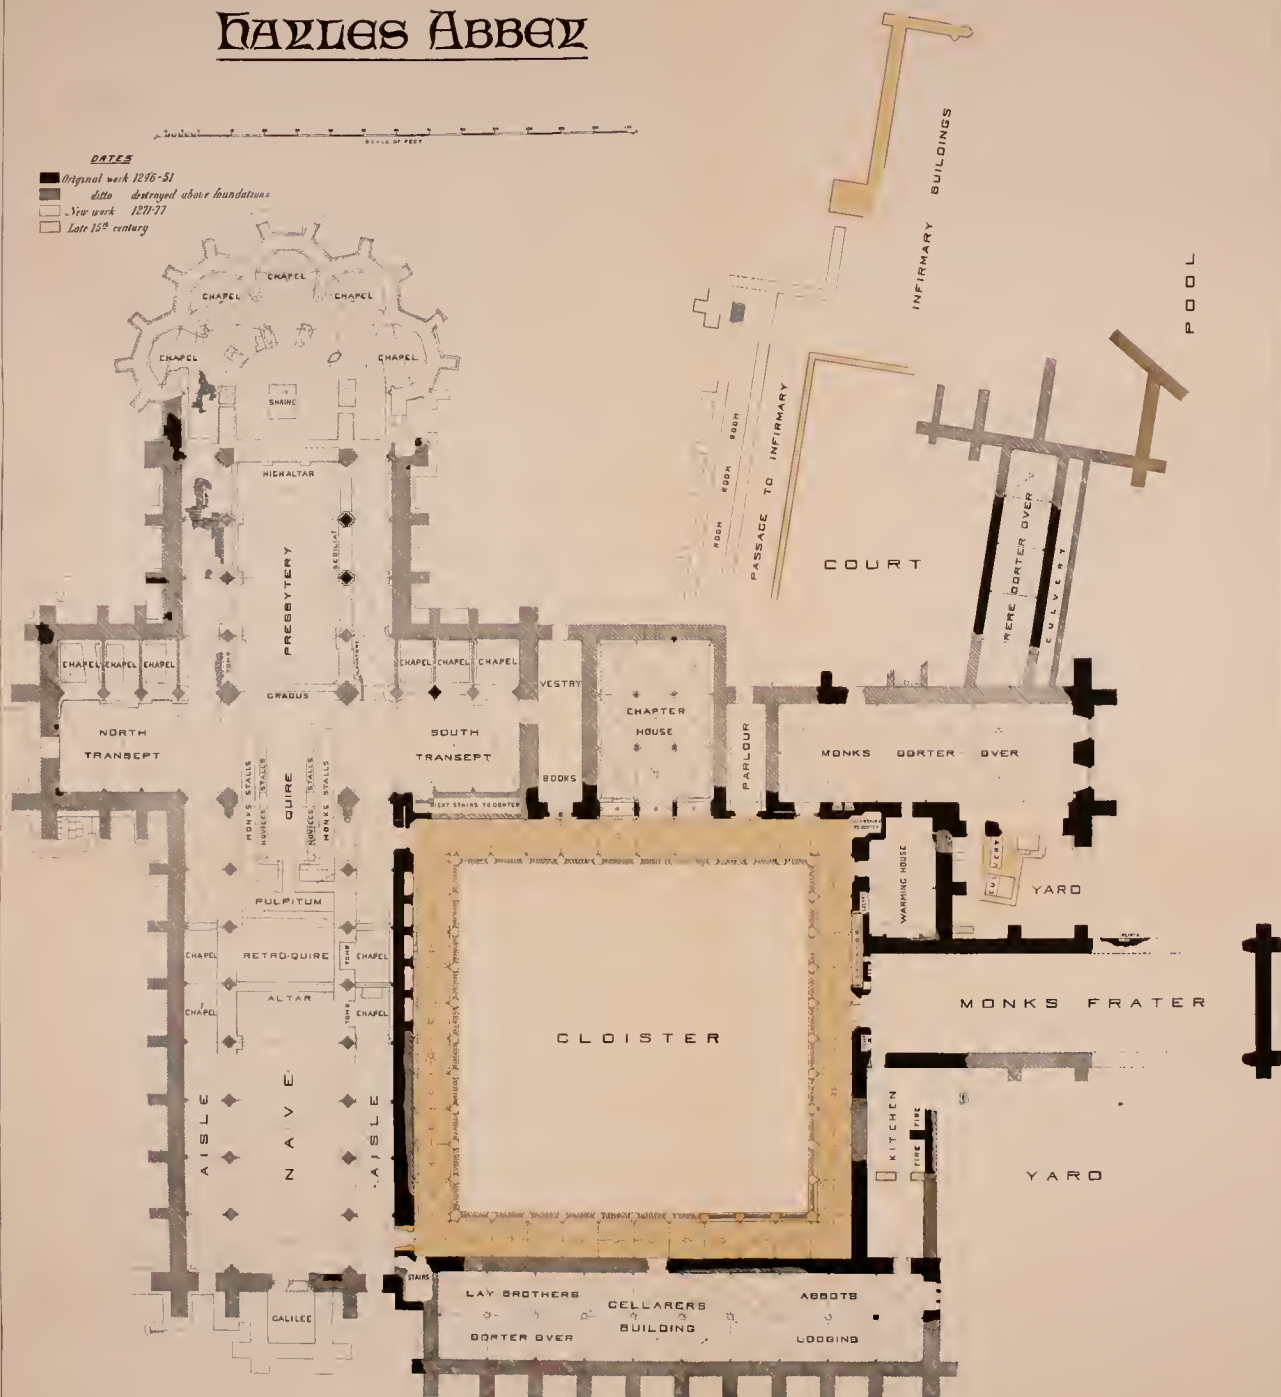 HAYLES ABBEY
SCALE OF FEET
DATES
Original work 1246-51
ditto destroyed above foundations
New work 1271-77
Late 15th century
CHAPEL
CHAPEL
CHAPEL
CHAPEL
CHAPEL
SHRINE
HIGH ALTAR
PRESBYTERY
SEDILIA
TOMB
CHAPEL
CHAPEL
CHAPEL
GRADUS
CHAPEL
CHAPEL
CHAPEL
NORTH
TRANSEPT
SOUTH
TRANSEPT
VESTRY
BOOKS
CHAPTER
HOUSE
PARLOUR
MONKS DORTER OVER
MONKS STALLS
NOVICES STALLS
QUIRE
NOVICES STALLS
MONKS STALLS
NIGHT STAIRS TO DORTER
PULPITUM
CHAPEL
RETRO-QUIRE
TOMB
CHAPEL
ALTAR
? CHAPEL
TOMB
CHAPEL
AISLE
NAVE
AISLE
GALILEE
INFIRMARY BUILDINGS
POOL
ROOM
ROOM
ROOM
PASSAGE TO INFIRMARY
COURT
RERE DORTER OVER
CULVERT
WARMING HOUSE
CULVERT
YARD
MONKS FRATER
CLOISTER
KITCHEN
FIRE
FIRE
YARD
STAIRS
LAY BROTHERS
DORTER OVER
CELLARERS
BUILDING
ABBOTS
LODGING